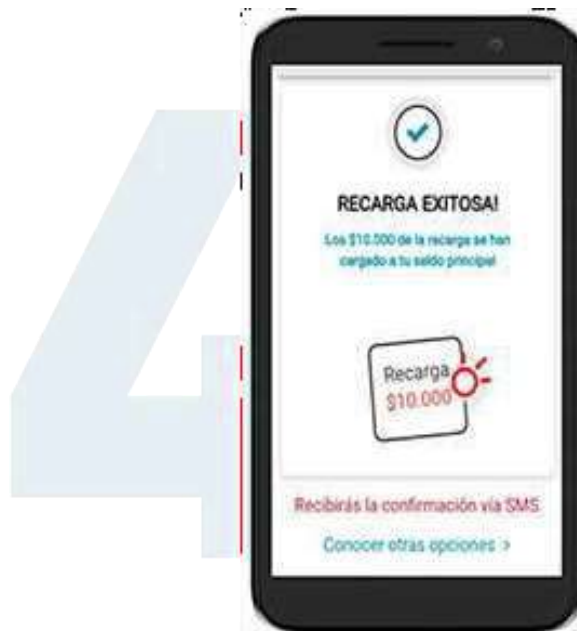 4
RECARGA EXITOSA!
Los $10.000 de la recarga se han
cargado a tu saldo principal
Recarga
$10.000
Recibirás la confirmación vía SMS
Conocer otras opciones >